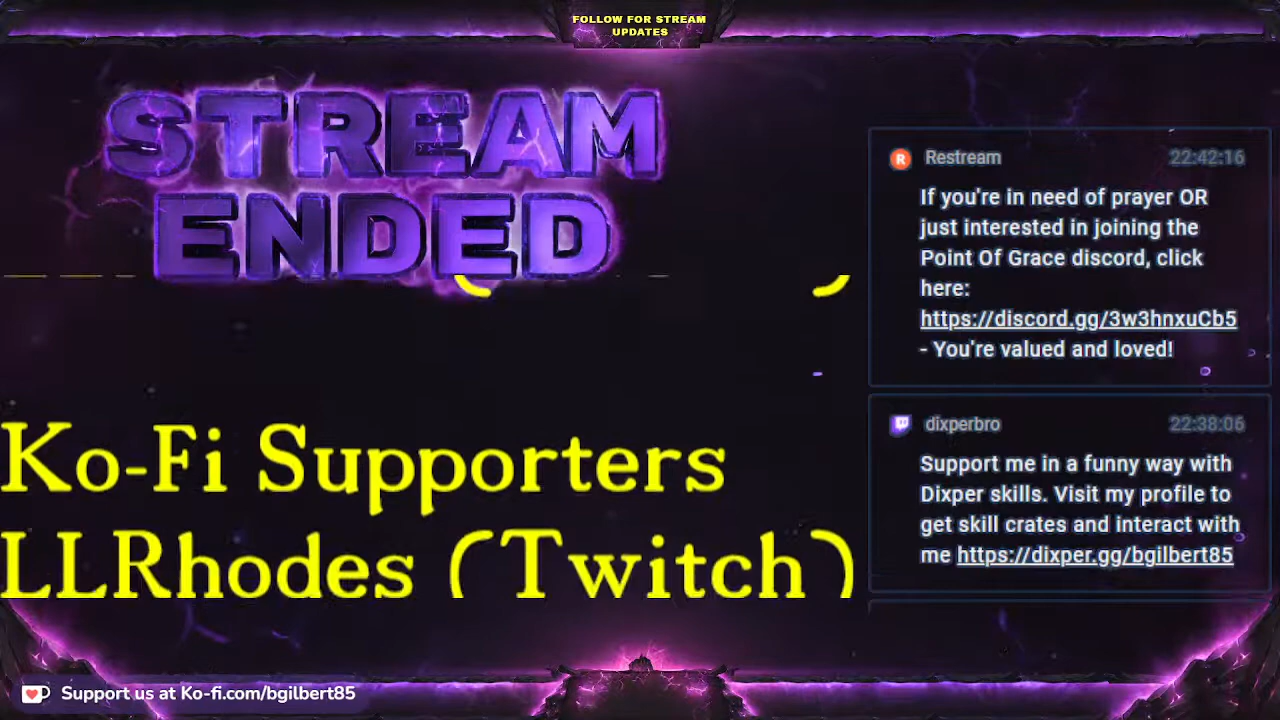 FOLLOW FOR STREAM
UPDATES
STREAM
ENDED
Ko-Fi Supporters
LLRhodes (Twitch)
Restream 22:42:16
If you're in need of prayer OR
just interested in joining the
Point Of Grace discord, click
here:
https://discord.gg/3w3hnxuCb5
- You're valued and loved!
dixperbro 22:38:06
Support me in a funny way with
Dixper skills. Visit my profile to
get skill crates and interact with
me https://dixper.gg/bgilbert85
Support us at Ko-fi.com/bgilbert85